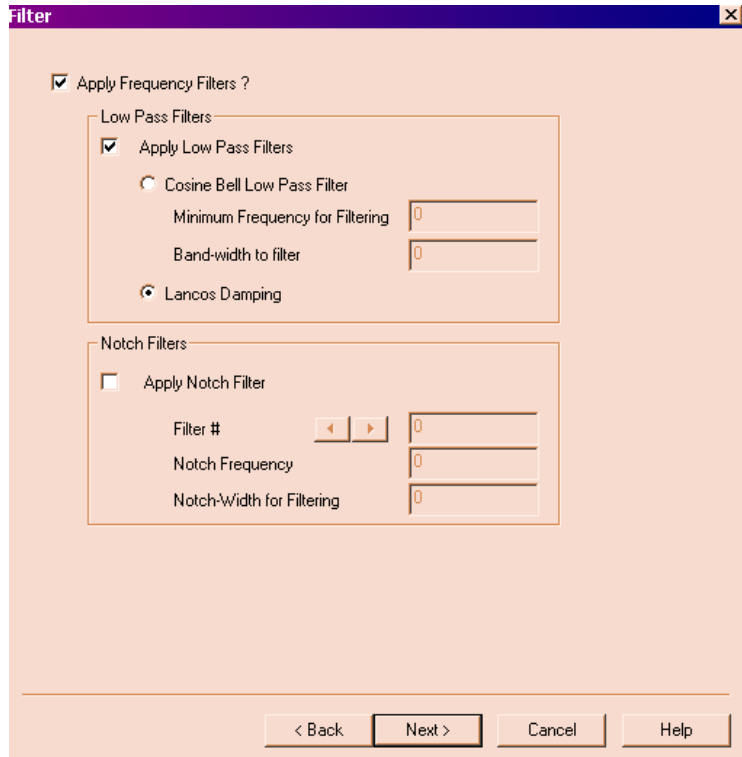 Filter
Apply Frequency Filters ?
Low Pass Filters
Apply Low Pass Filters
Cosine Bell Low Pass Filter
Minimum Frequency for Filtering 0
Band-width to filter 0
Lancos Damping
Notch Filters
Apply Notch Filter
Filter # 0
Notch Frequency 0
Notch-Width for Filtering 0
< Back Next > Cancel Help